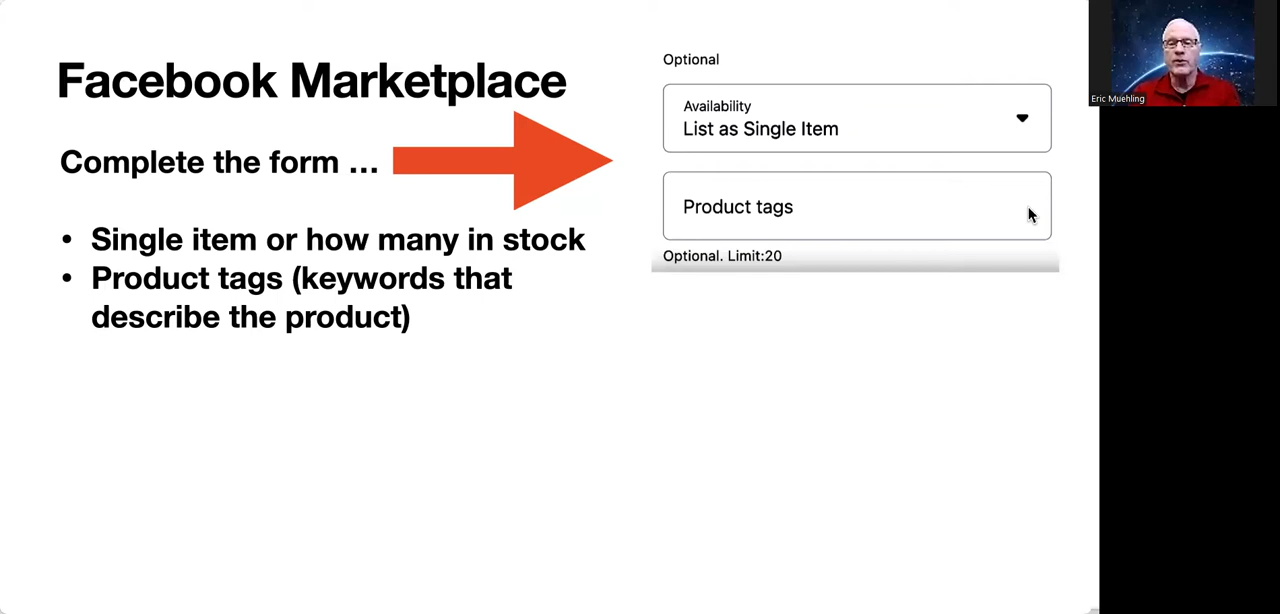 Facebook Marketplace
Complete the form ...
• Single item or how many in stock
• Product tags (keywords that
describe the product)
Optional
Availability
List as Single Item
Product tags
Optional. Limit:20
Eric Muehling